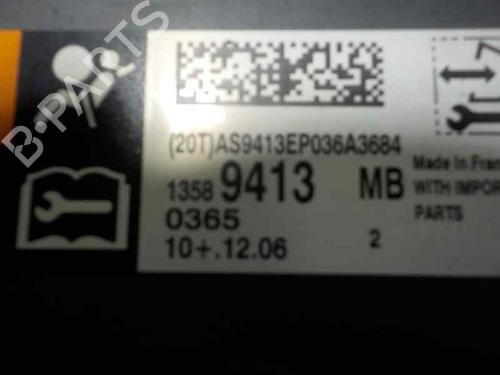 B-PARTS
(20T)AS9413EP036A3684
1358 9413 MB
0365
10+.12.06
2
Made In Fran
WITH IMPOR
PARTS